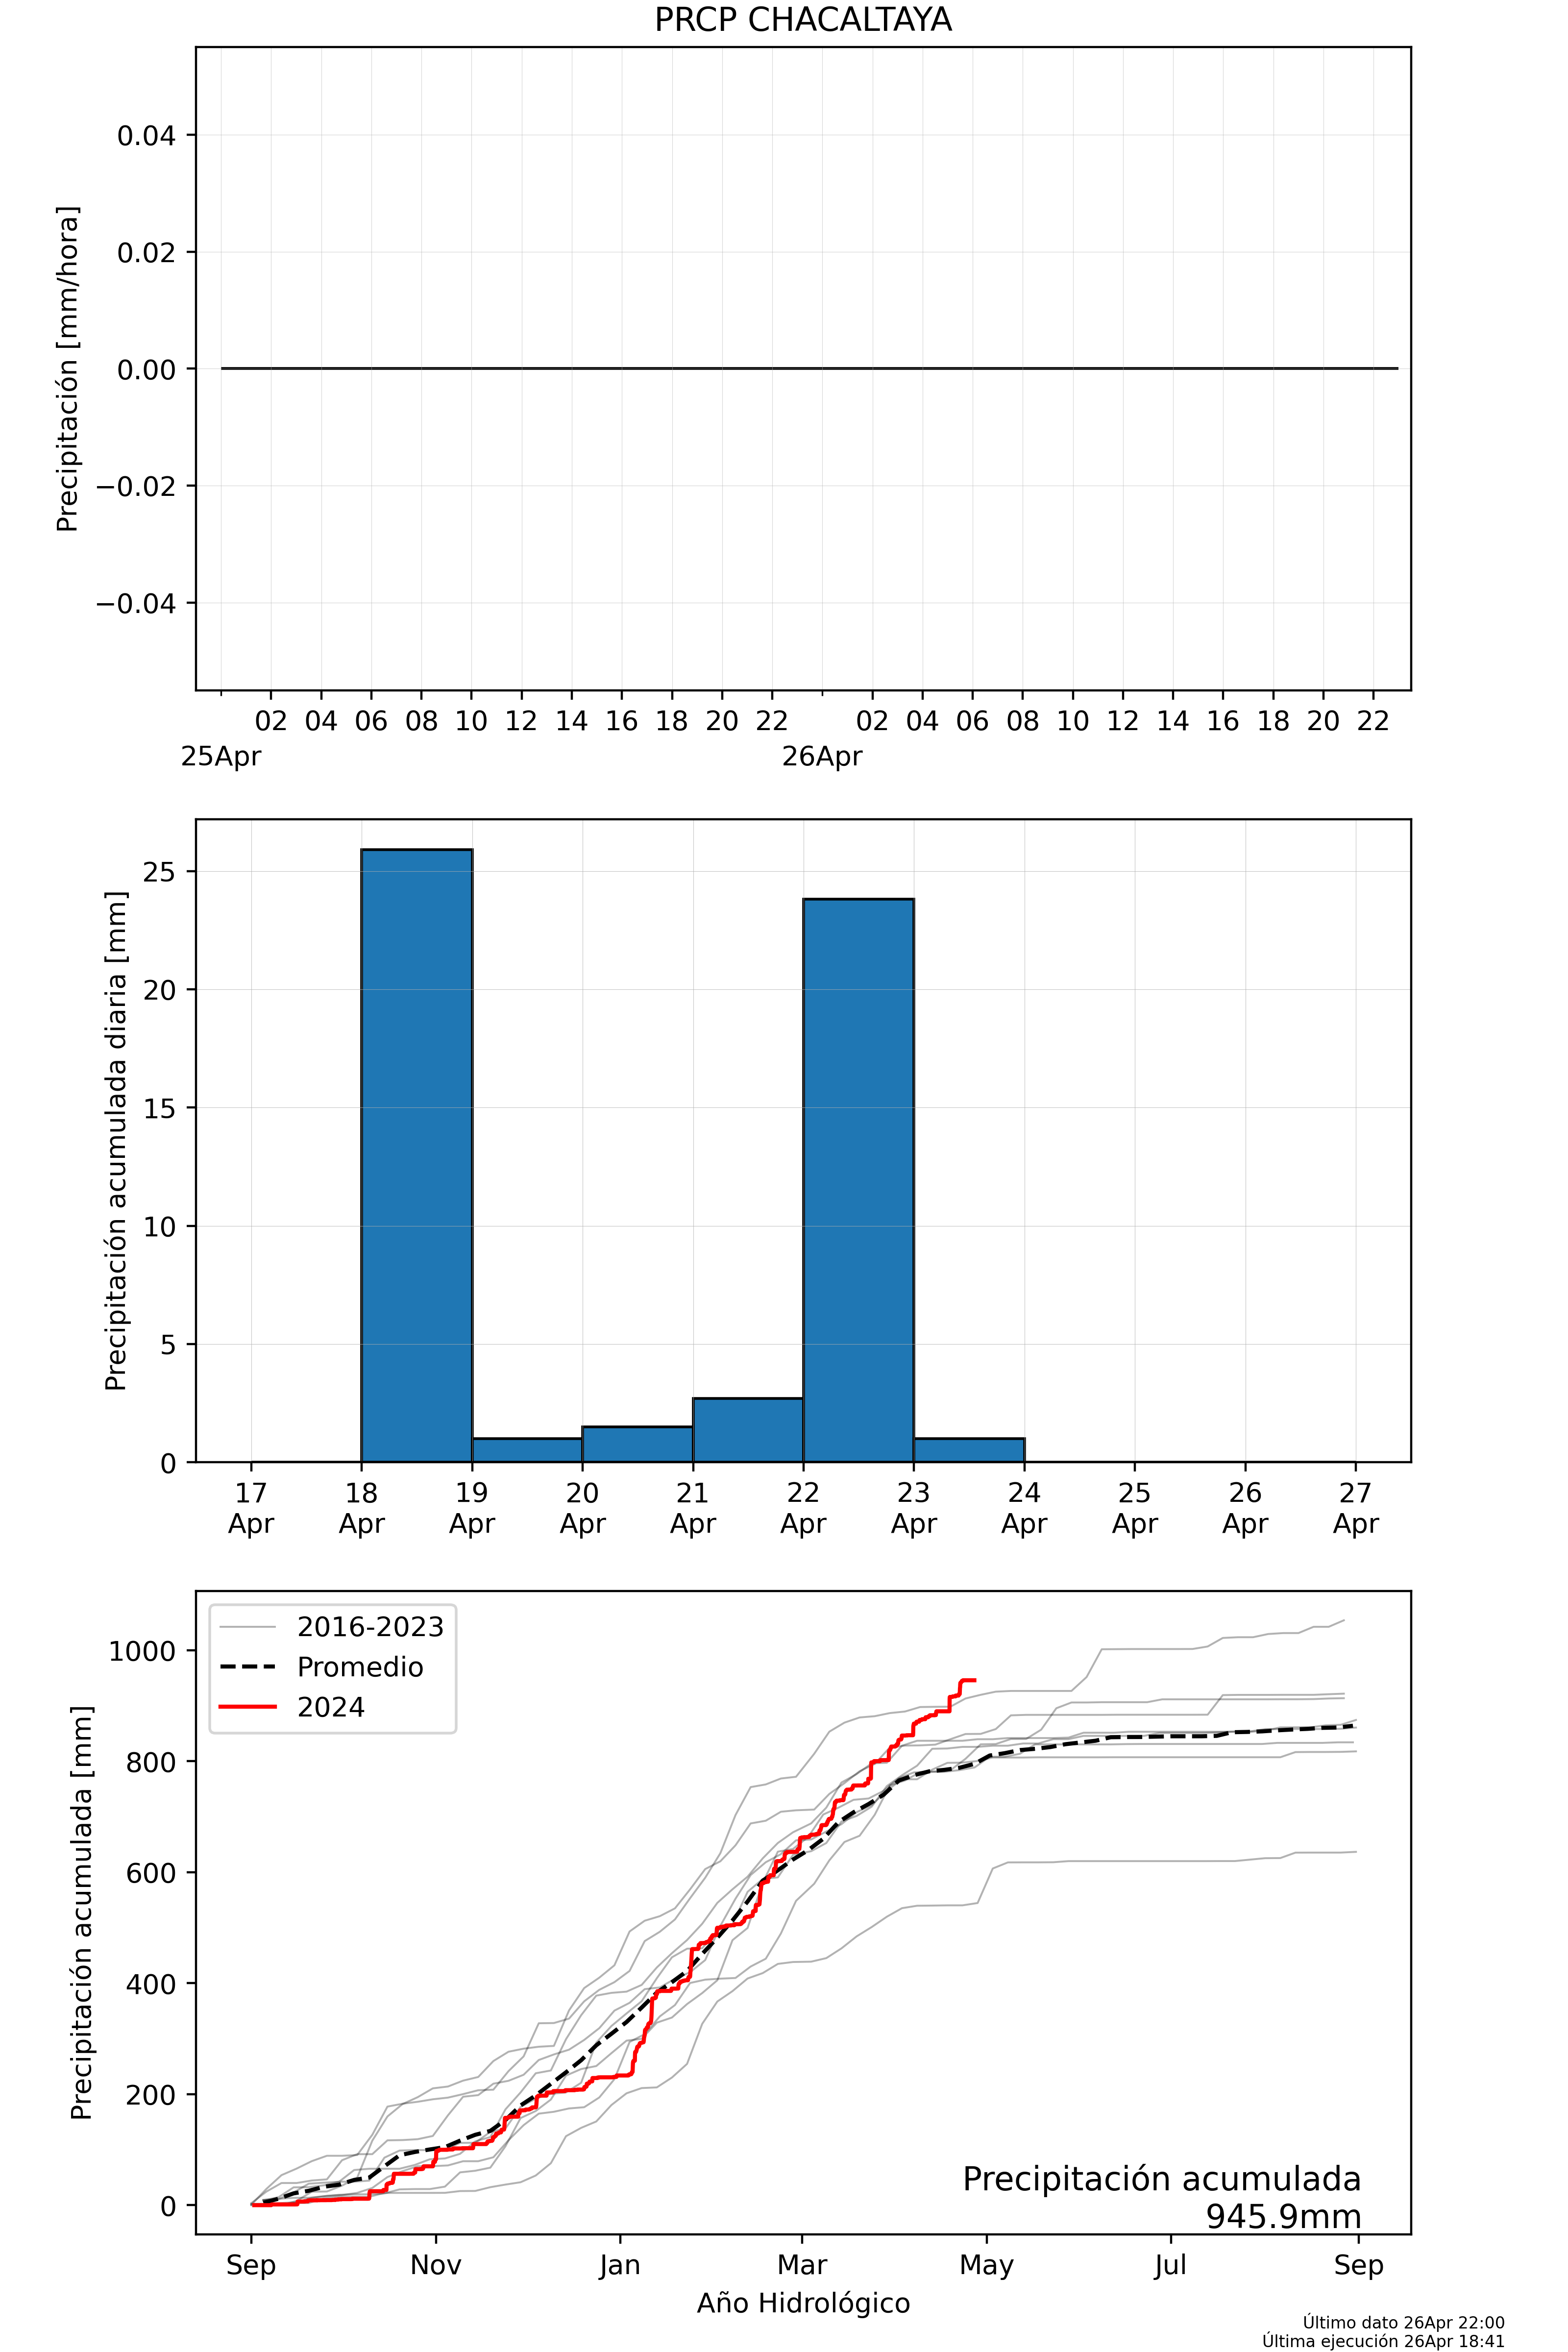 PRCP CHACALTAYA
Precipitación [mm/hora]
0.04
0.02
0.00
−0.02
−0.04
02 04 06 08 10 12 14 16 18 20 22 02 04 06 08 10 12 14 16 18 20 22
25Apr 26Apr
Precipitación acumulada diaria [mm]
25
20
15
10
5
0
17 18 19 20 21 22 23 24 25 26 27
Apr Apr Apr Apr Apr Apr Apr Apr Apr Apr Apr
Precipitación acumulada [mm]
1000
800
600
400
200
0
2016-2023
Promedio
2024
Precipitación acumulada
945.9mm
Sep Nov Jan Mar May Jul Sep
Año Hidrológico
Último dato 26Apr 22:00
Última ejecución 26Apr 18:41